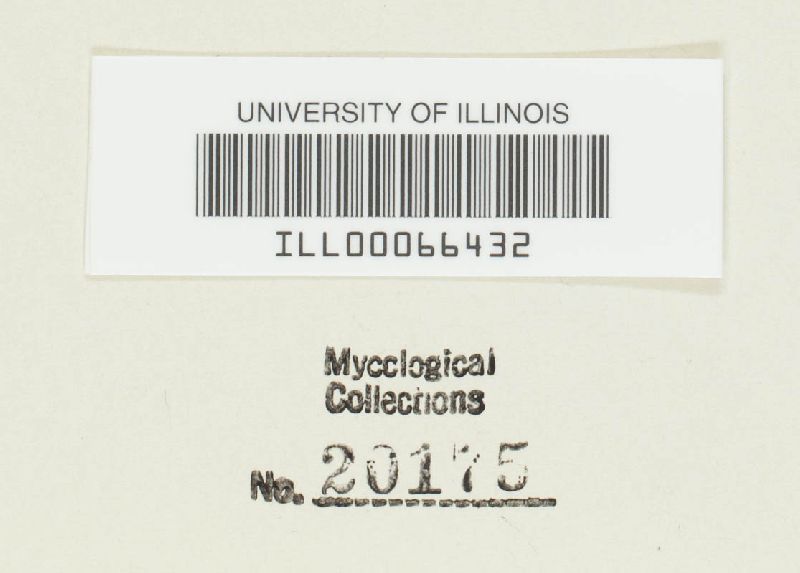 UNIVERSITY OF ILLINOIS
ILL00066432
Mycological
Collections
No. 20175